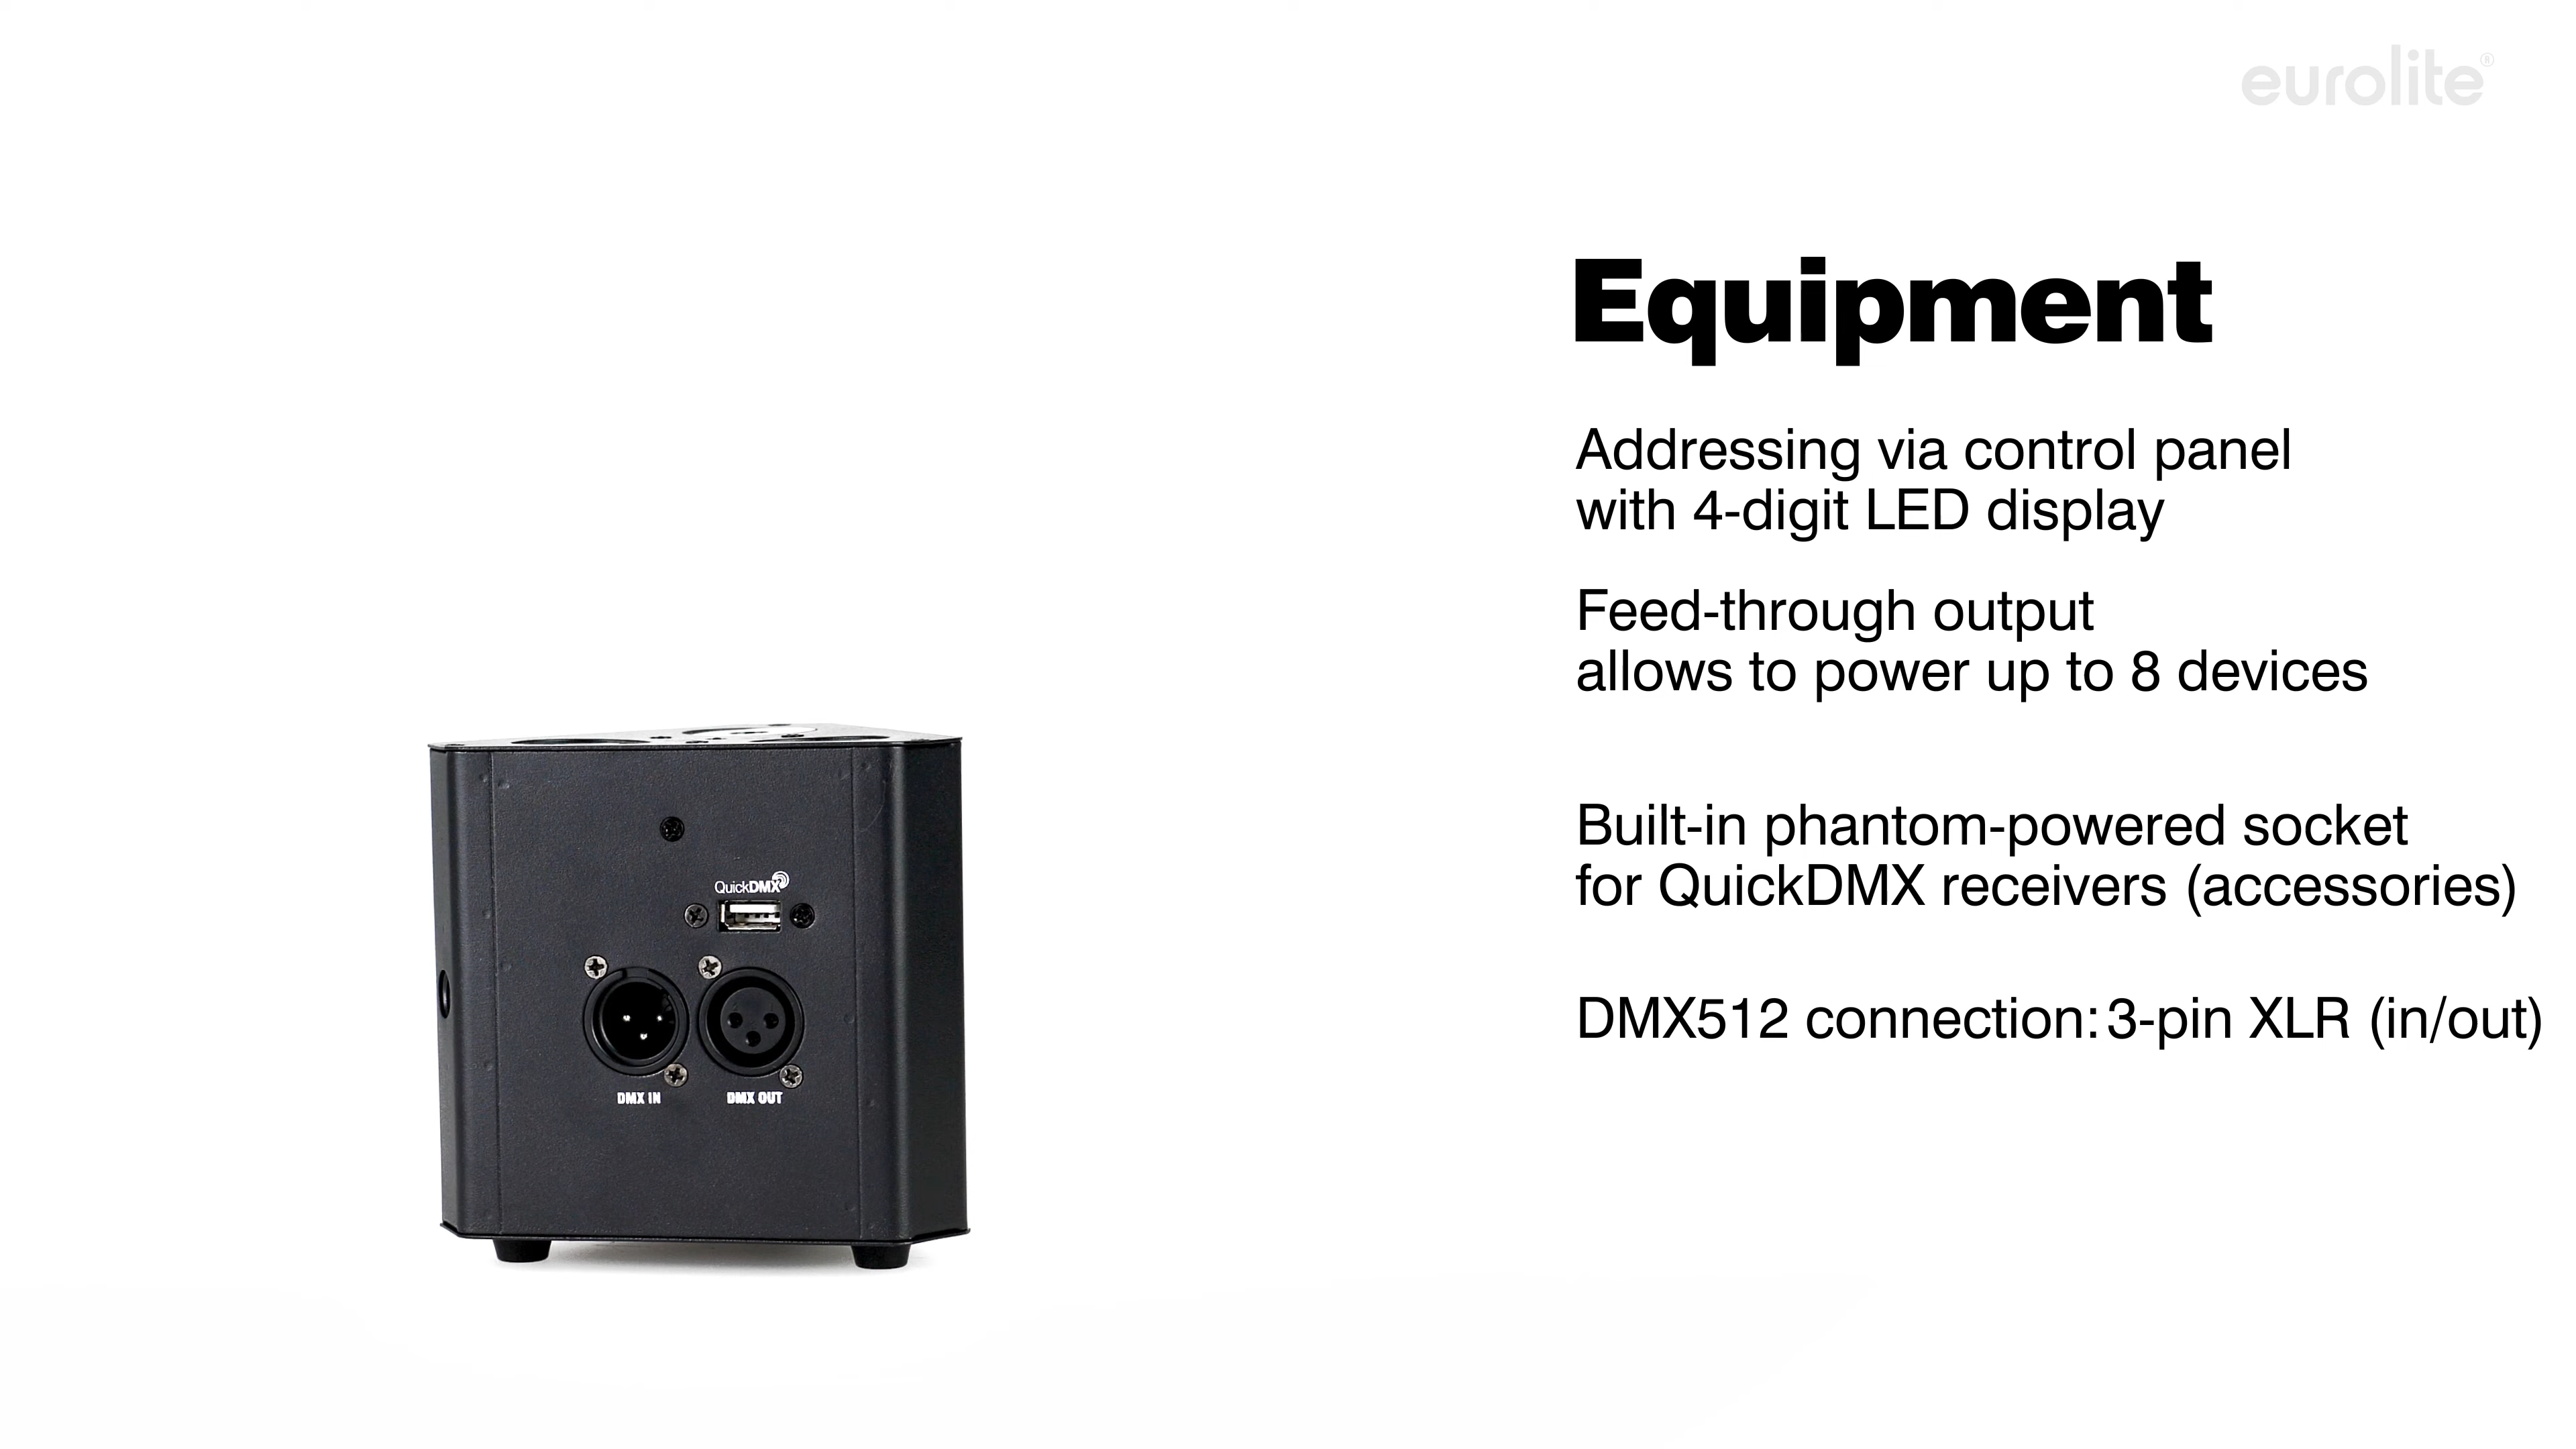 eurolite®
Equipment
Addressing via control panel
with 4-digit LED display
Feed-through output
allows to power up to 8 devices
Built-in phantom-powered socket
for QuickDMX receivers (accessories)
DMX512 connection: 3-pin XLR (in/out)
QuickDMX
DMX IN
DMX OUT